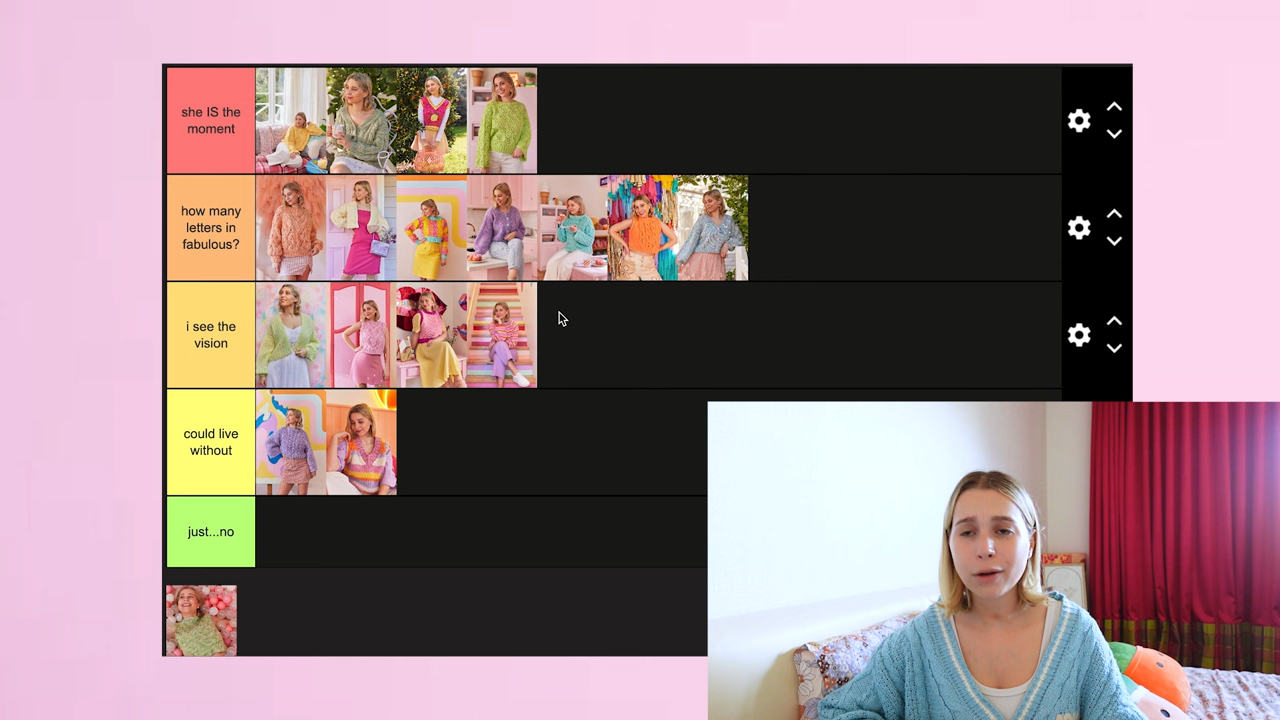 she IS the
moment
how many
letters in
fabulous?
i see the
vision
could live
without
just...no